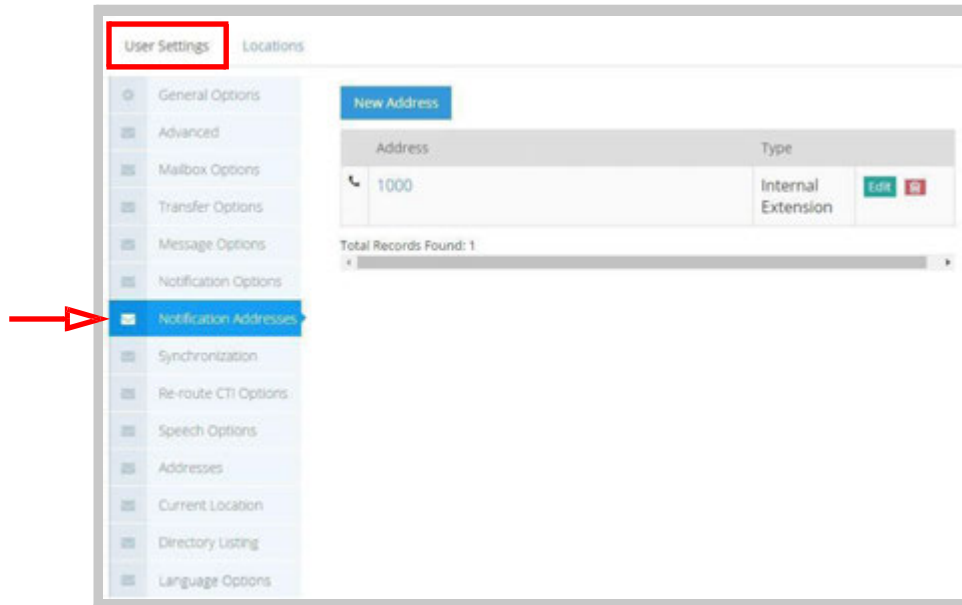 User Settings Locations
General Options
Advanced
Mailbox Options
Transfer Options
Message Options
Notification Options
Notification Addresses
Synchronization
Re-route CTI Options
Speech Options
Addresses
Current Location
Directory Listing
Language Options
New Address
Address Type
1000 Internal Extension Edit
Total Records Found: 1